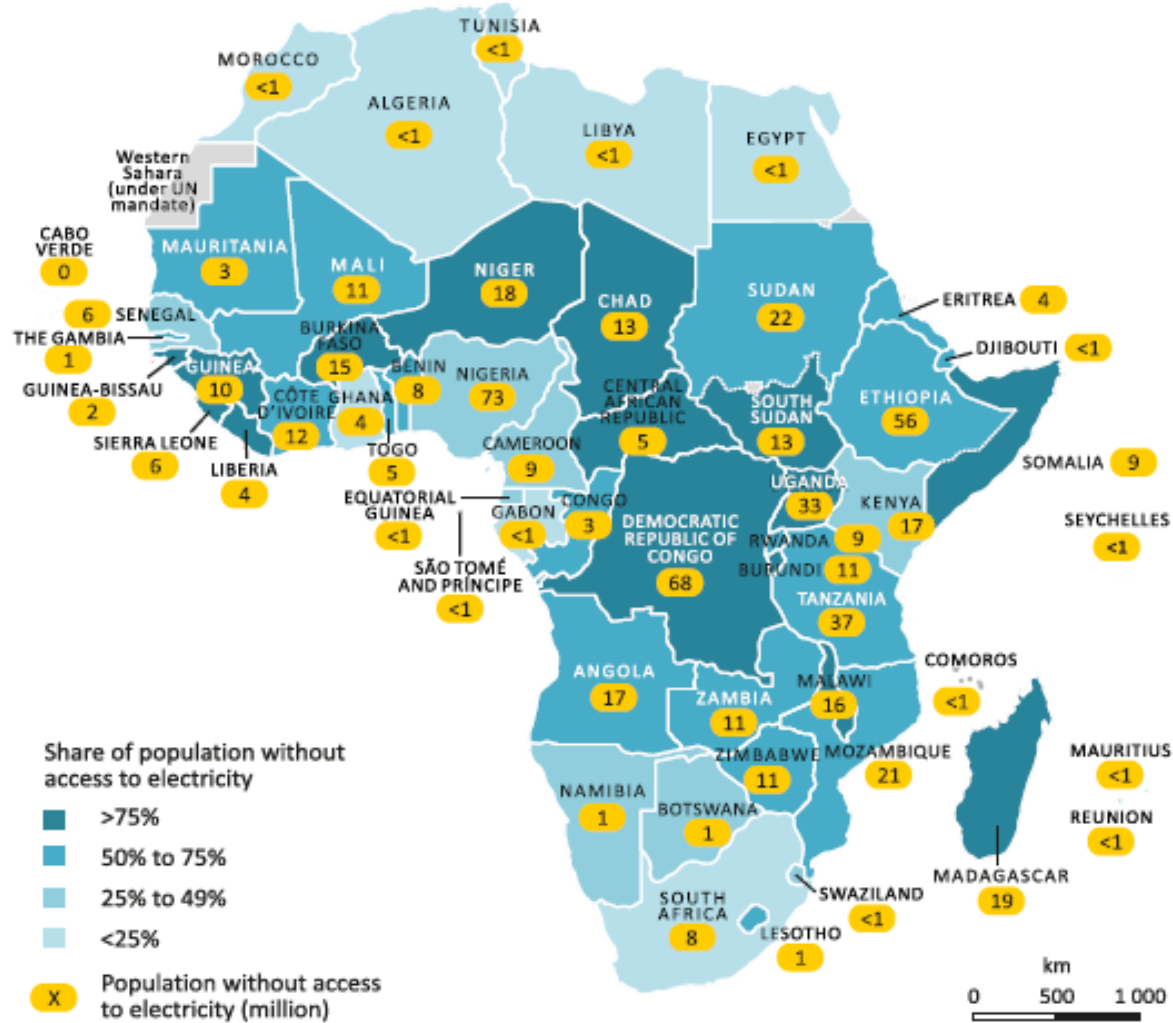 TUNISIA
<1
MOROCCO
<1
ALGERIA
<1
LIBYA
<1
EGYPT
<1
Western
Sahara
(under UN
mandate)
CABO
VERDE
0
MAURITANIA
3
MALI
11
NIGER
18
CHAD
13
SUDAN
22
ERITREA 4
6 SENEGAL
THE GAMBIA
1
BURKINA
FASO
15
DJIBOUTI <1
GUINEA-BISSAU
2
GUINEA
10
CÔTE
D'IVOIRE
12
GHANA
4
BENIN
8
NIGERIA
73
CENTRAL
AFRICAN
REPUBLIC
5
SOUTH
SUDAN
13
ETHIOPIA
56
SIERRA LEONE
6
LIBERIA
4
TOGO
5
CAMEROON
9
SOMALIA 9
EQUATORIAL
GUINEA
<1
GABON
<1
CONGO
3
DEMOCRATIC
REPUBLIC OF
CONGO
68
UGANDA
33
KENYA
17
SEYCHELLES
<1
RWANDA 9
BURUNDI 11
SÃO TOMÉ
AND PRÍNCIPE
<1
TANZANIA
37
COMOROS
<1
ANGOLA
17
ZAMBIA
11
MALAWI
16
ZIMBABWE
11
MOZAMBIQUE
21
MAURITIUS
<1
REUNION
<1
NAMIBIA
1
BOTSWANA
1
MADAGASCAR
19
SOUTH
AFRICA
8
SWAZILAND
<1
LESOTHO
1
Share of population without
access to electricity
>75%
50% to 75%
25% to 49%
<25%
X Population without access
to electricity (million)
km
0 500 1 000